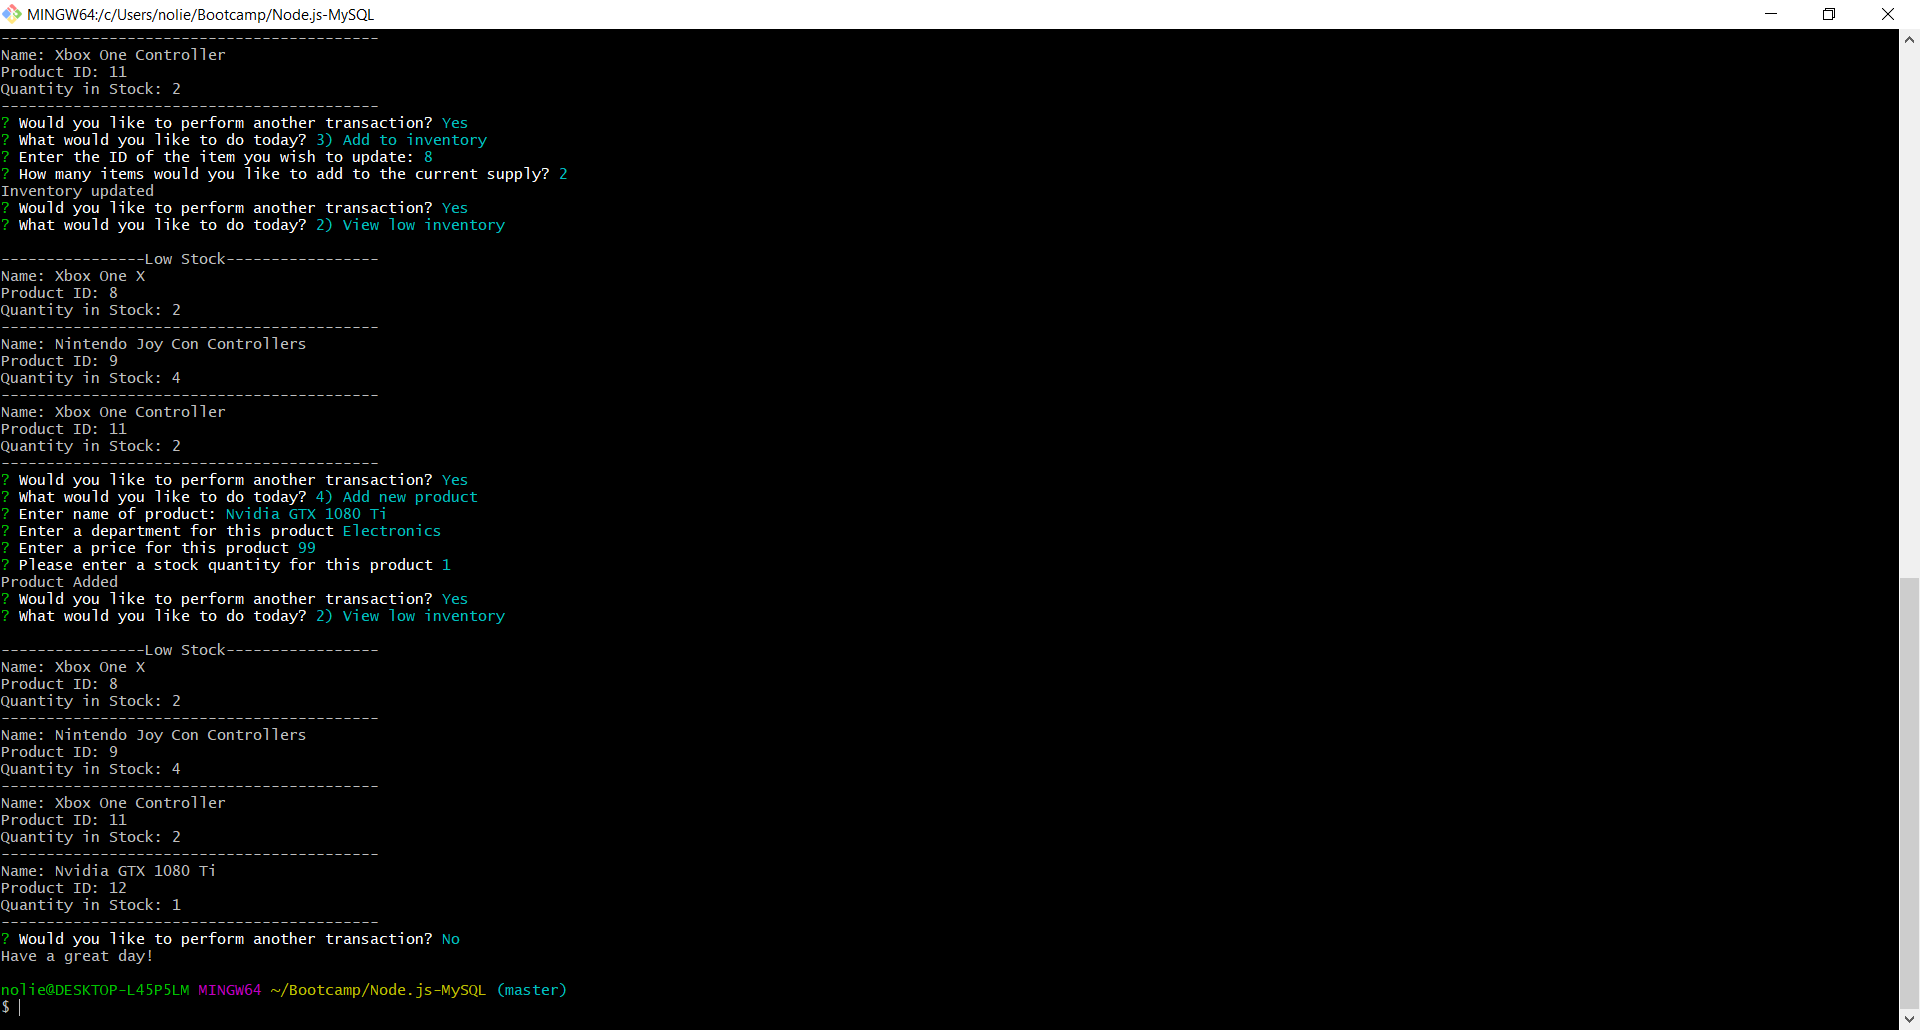 MINGW64:/c/Users/nolie/Bootcamp/Node.js-MySQL
------------------------------------------
Name: Xbox One Controller
Product ID: 11
Quantity in Stock: 2
------------------------------------------
? Would you like to perform another transaction? Yes
? What would you like to do today? 3) Add to inventory
? Enter the ID of the item you wish to update: 8
? How many items would you like to add to the current supply? 2
Inventory updated
? Would you like to perform another transaction? Yes
? What would you like to do today? 2) View low inventory
----------------Low Stock-----------------
Name: Xbox One X
Product ID: 8
Quantity in Stock: 2
------------------------------------------
Name: Nintendo Joy Con Controllers
Product ID: 9
Quantity in Stock: 4
------------------------------------------
Name: Xbox One Controller
Product ID: 11
Quantity in Stock: 2
------------------------------------------
? Would you like to perform another transaction? Yes
? What would you like to do today? 4) Add new product
? Enter name of product: Nvidia GTX 1080 Ti
? Enter a department for this product Electronics
? Enter a price for this product 99
? Please enter a stock quantity for this product 1
Product Added
? Would you like to perform another transaction? Yes
? What would you like to do today? 2) View low inventory
----------------Low Stock-----------------
Name: Xbox One X
Product ID: 8
Quantity in Stock: 2
------------------------------------------
Name: Nintendo Joy Con Controllers
Product ID: 9
Quantity in Stock: 4
------------------------------------------
Name: Xbox One Controller
Product ID: 11
Quantity in Stock: 2
------------------------------------------
Name: Nvidia GTX 1080 Ti
Product ID: 12
Quantity in Stock: 1
------------------------------------------
? Would you like to perform another transaction? No
Have a great day!
nolie@DESKTOP-L45P5LM MINGW64 ~/Bootcamp/Node.js-MySQL (master)
$